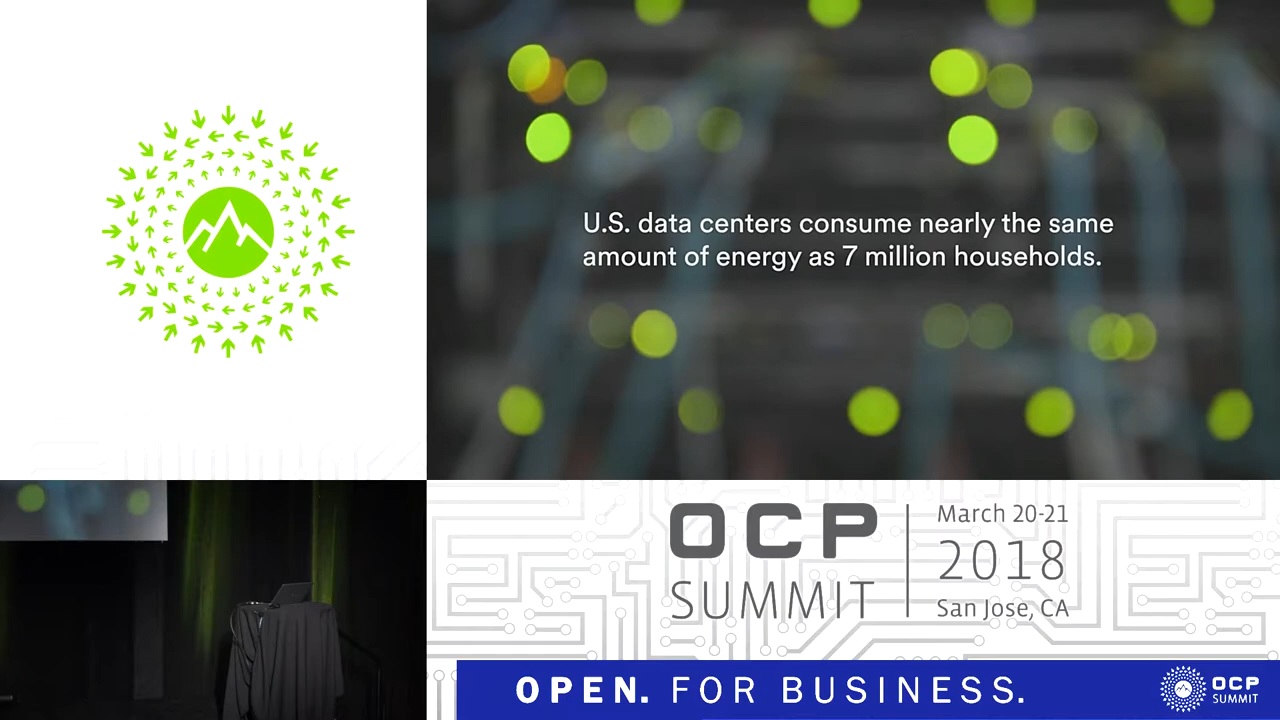 U.S. data centers consume nearly the same
amount of energy as 7 million households.
OCP
SUMMIT
March 20-21
2018
San Jose, CA
OPEN. FOR BUSINESS.
OCP
SUMMIT